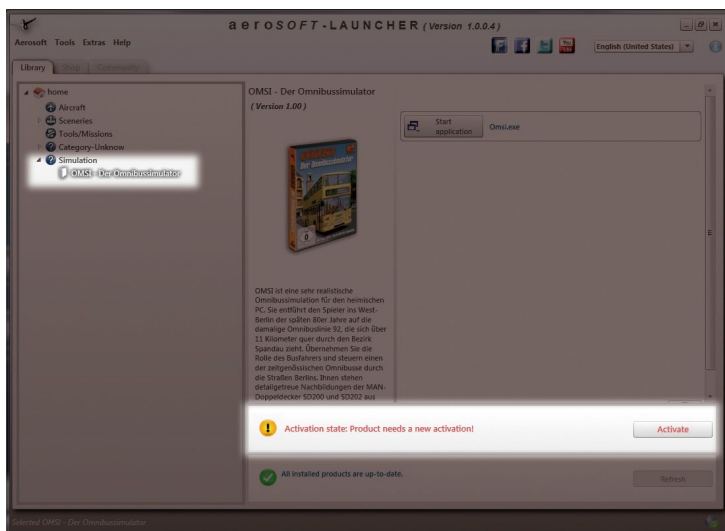 aeroSOFT-LAUNCHER (Version 1.0.0.4)
Aerosoft Tools Extras Help
English (United States)
Library Shop Community
home
Aircraft
Sceneries
Tools/Missions
Category-Unknow
Simulation
OMSI - Der Omnibussimulator
OMSI - Der Omnibussimulator
(Version 1.00)
Start
application
Omsi.exe
OMSI ist eine sehr realistische
Omnibussimulation für den heimischen
PC. Sie entführt den Spieler ins West-
Berlin der späten 80er Jahre auf die
damalige Omnibuslinie 92, die sich über
11 Kilometer quer durch den Bezirk
Spandau zieht. Übernehmen Sie die
Rolle des Busfahrers und steuern einen
der zeitgenössischen Omnibusse durch
die Straßen Berlins. Ihnen stehen
detailgetreue Nachbildungen der MAN-
Doppeldecker SD200 und SD202 aus
Activation state: Product needs a new activation!
Activate
All installed products are up-to-date.
Refresh
Selected OMSI - Der Omnibussimulator